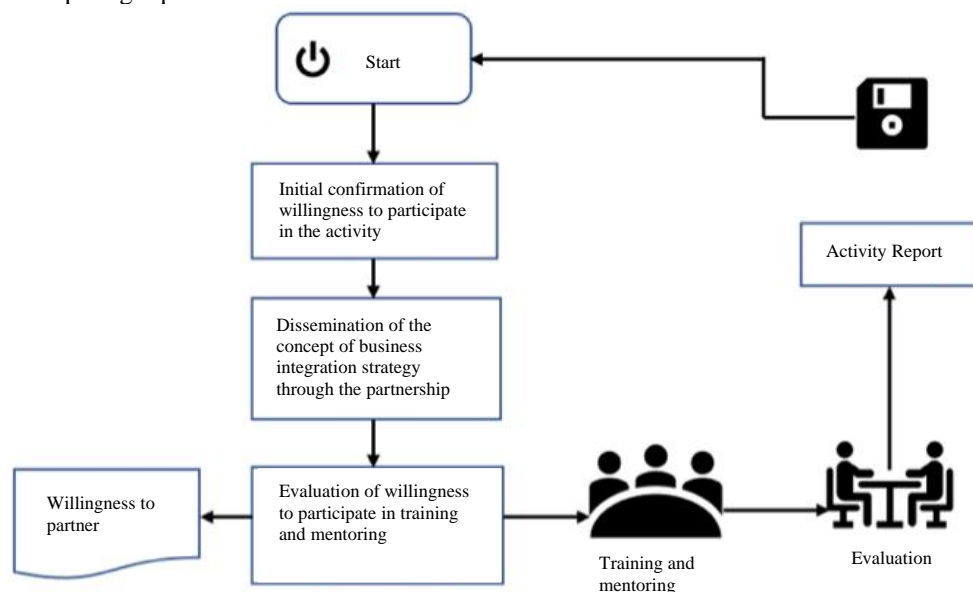 Start
Initial confirmation of
willingness to participate
in the activity
Activity Report
Dissemination of the
concept of business
integration strategy
through the partnership
Willingness to
partner
Evaluation of willingness
to participate in training
and mentoring
Training and
mentoring
Evaluation